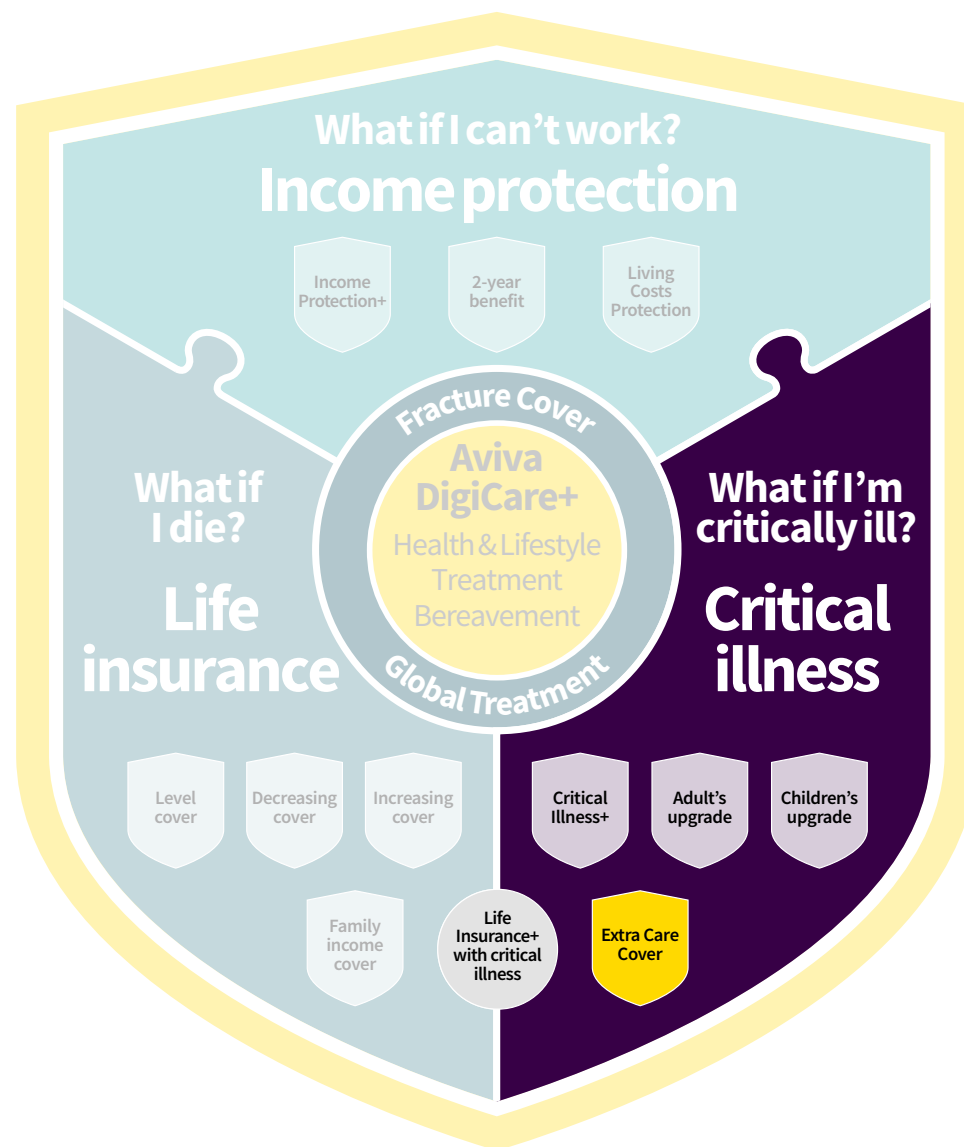 What if I can't work?
Income protection
Income
Protection+
2-year
benefit
Living
Costs
Protection
Fracture Cover
Aviva
DigiCare+
Health & Lifestyle
Treatment
Bereavement
Global Treatment
What if
I die?
Life
insurance
What if I'm
critically ill?
Critical
illness
Level
cover
Decreasing
cover
Increasing
cover
Critical
Illness+
Adult's
upgrade
Children's
upgrade
Family
income
cover
Life
Insurance+
with critical
illness
Extra Care
Cover